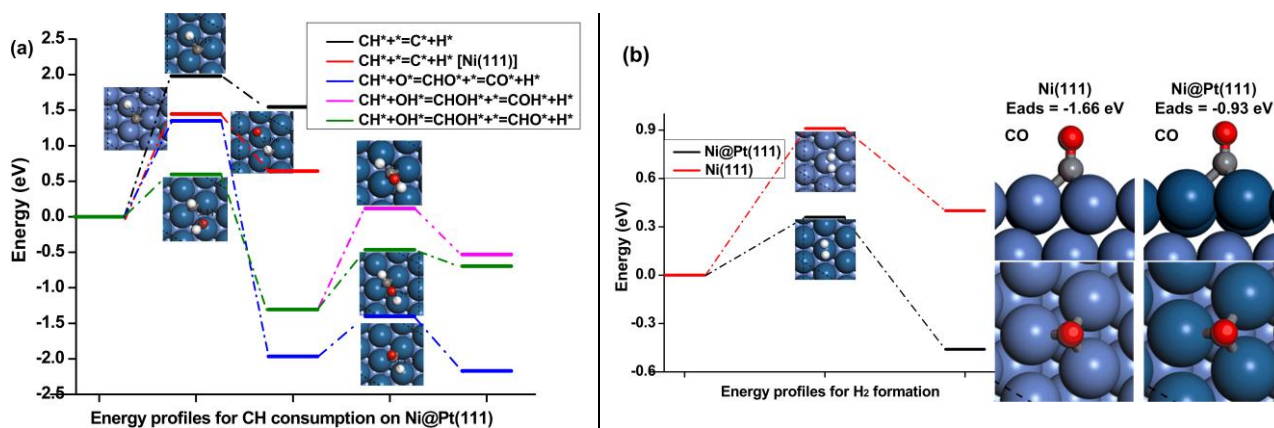 (a)
Energy (eV)
2.5
2.0
1.5
1.0
0.5
0.0
-0.5
-1.0
-1.5
-2.0
-2.5
CH*+*=C*+H*
CH*+*=C*+H* [Ni(111)]
CH*+O*=CHO*+*=CO*+H*
CH*+OH*=CHOH*+*=COH*+H*
CH*+OH*=CHOH*+*=CHO*+H*
Energy profiles for CH consumption on Ni@Pt(111)
(b)
Energy (eV)
0.9
0.6
0.3
0.0
-0.3
-0.6
Ni@Pt(111)
Ni(111)
Energy profiles for H₂ formation
Ni(111)
Eads = -1.66 eV
CO
Ni@Pt(111)
Eads = -0.93 eV
CO